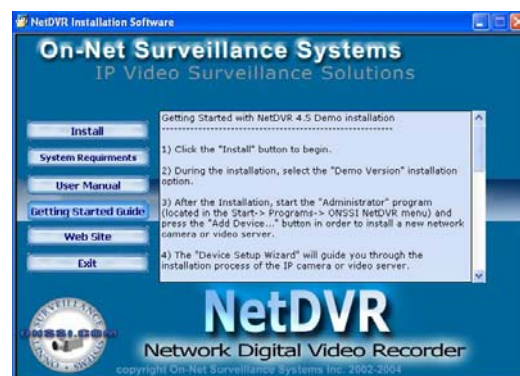 NetDVR Installation Software
On-Net Surveillance Systems
IP Video Surveillance Solutions
Install
System Requirments
User Manual
Getting Started Guide
Web Site
Exit
Getting Started with NetDVR 4.5 Demo installation
----------------------------------------------------------
1) Click the "Install" button to begin.
2) During the installation, select the "Demo Version" installation
option.
3) After the Installation, start the "Administrator" program
(located in the Start-> Programs-> ONSSI NetDVR menu) and
press the "Add Device..." button in order to install a new network
camera or video server.
4) The "Device Setup Wizard" will guide you through the
installation process of the IP camera or video server.
SURVEILLANCE
ONSSI.COM
NetDVR
Network Digital Video Recorder
copyright On-Net Surveillance Systems Inc. 2002-2004